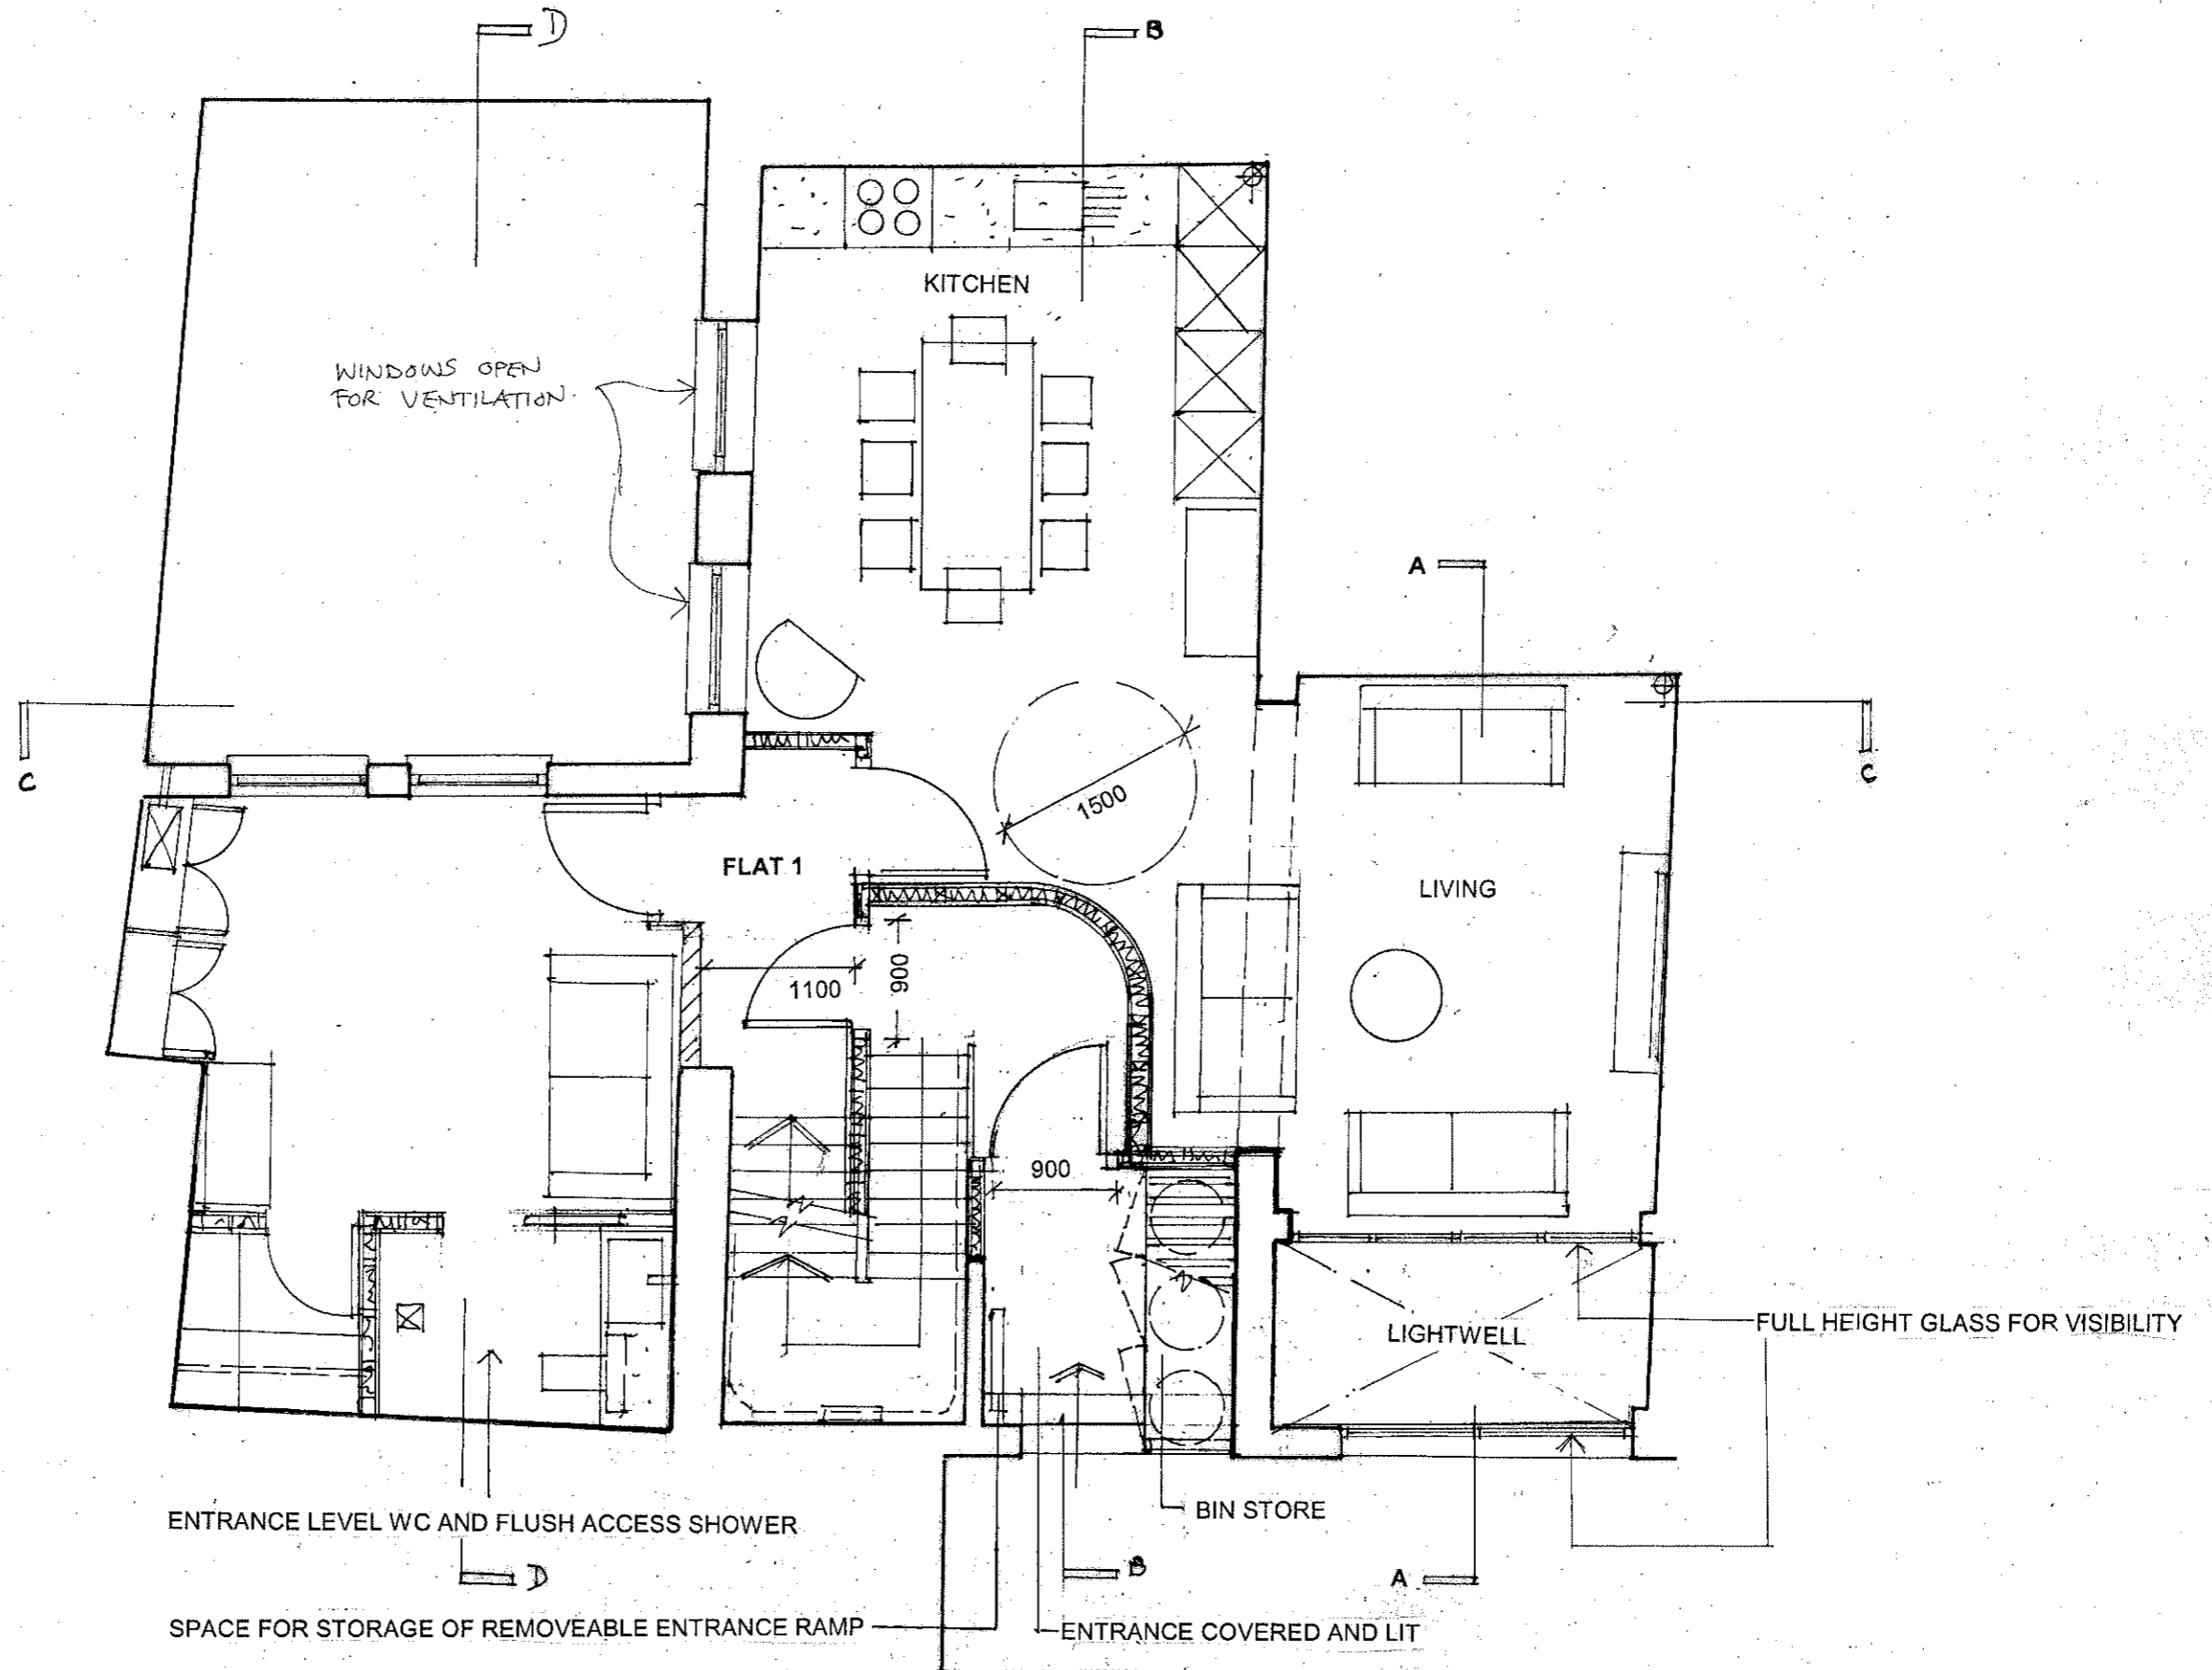 D
B
KITCHEN
WINDOWS OPEN
FOR VENTILATION.
A
C
C
1500
FLAT 1
LIVING
1100
900
900
LIGHTWELL
FULL HEIGHT GLASS FOR VISIBILITY
BIN STORE
ENTRANCE LEVEL WC AND FLUSH ACCESS SHOWER
D
B
A
SPACE FOR STORAGE OF REMOVEABLE ENTRANCE RAMP
ENTRANCE COVERED AND LIT